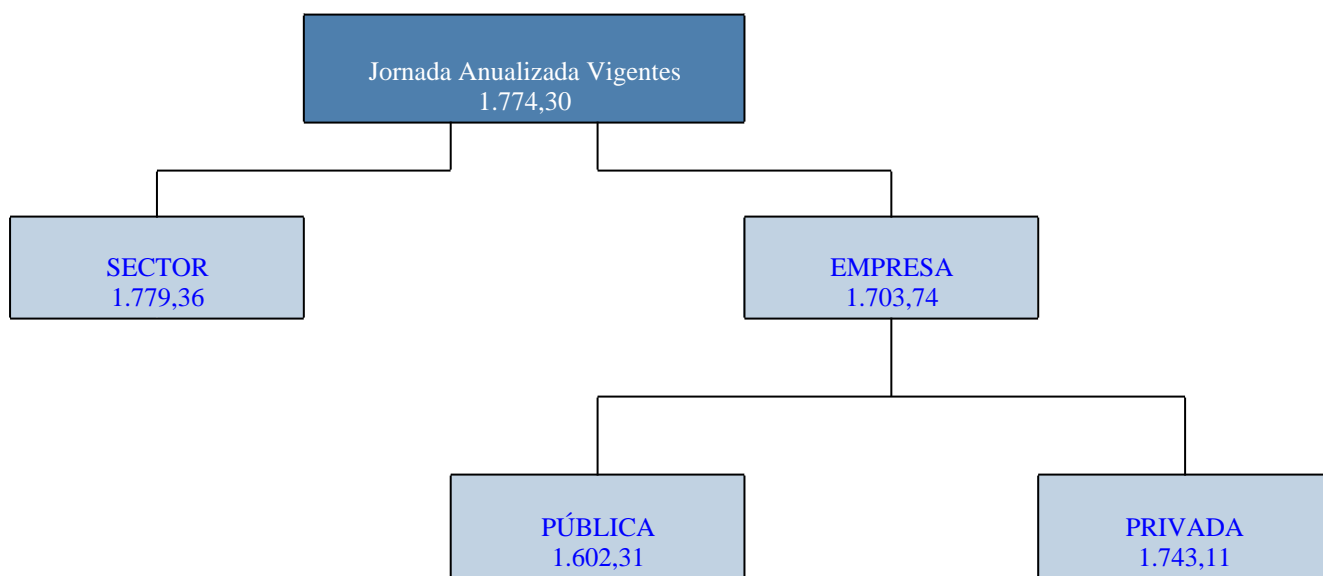 Jornada Anualizada Vigentes
1.774,30
SECTOR
1.779,36
EMPRESA
1.703,74
PÚBLICA
1.602,31
PRIVADA
1.743,11